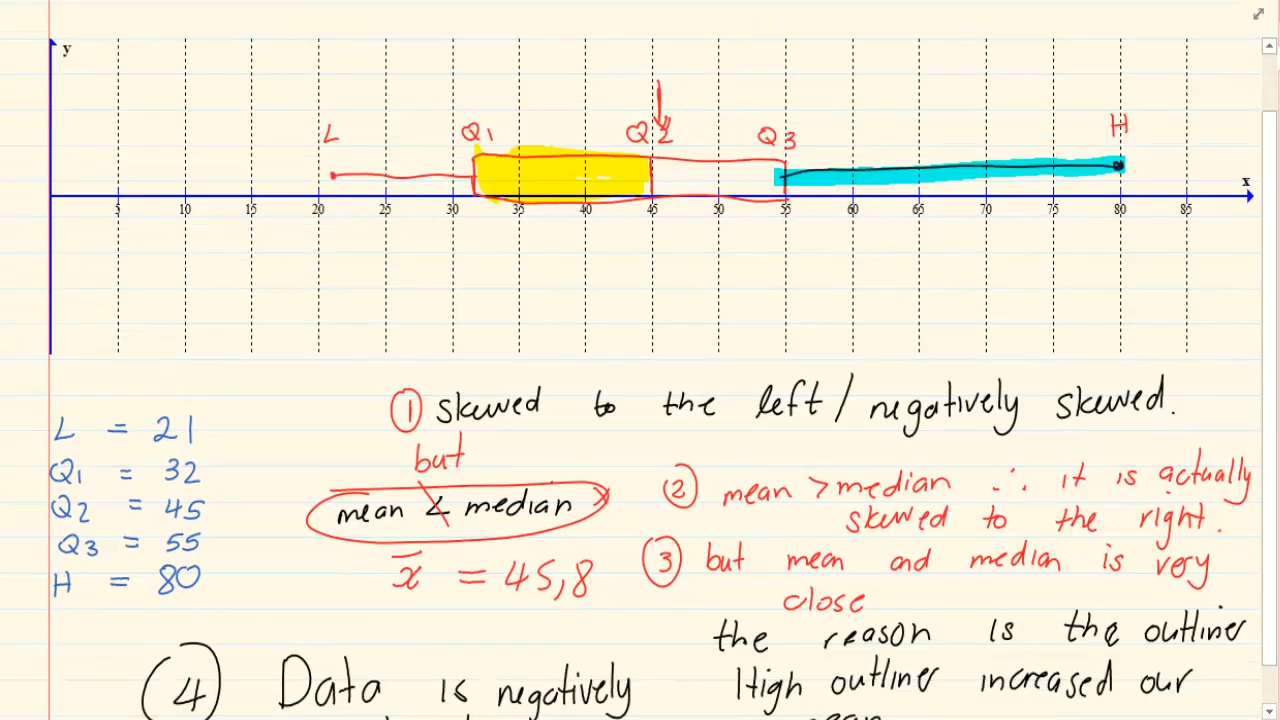 y
L Q1 Q2 Q3 H
x
5 10 15 20 25 30 35 40 45 50 55 60 65 70 75 80 85
① skewed to the left / negatively skewed.
but
mean < median x
x̄ = 45,8
L = 21
Q1 = 32
Q2 = 45
Q3 = 55
H = 80
② mean > median ∴ it is actually
skewed to the right.
③ but mean and median is very
close
the reason is the outliner
High outliner increased our
mean
④ Data is negatively